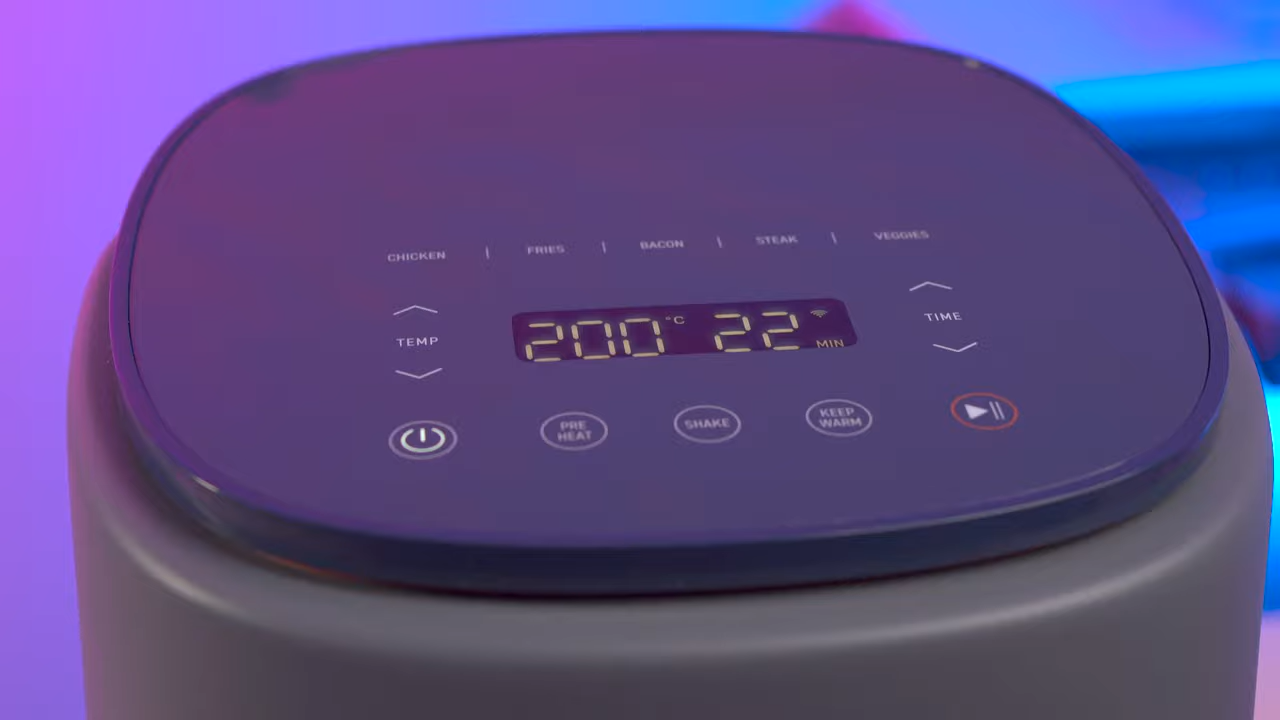 CHICKEN | FRIES | BACON | STEAK | VEGGIES
TEMP
200°C 22 MIN
TIME
PRE HEAT
SHAKE
KEEP WARM